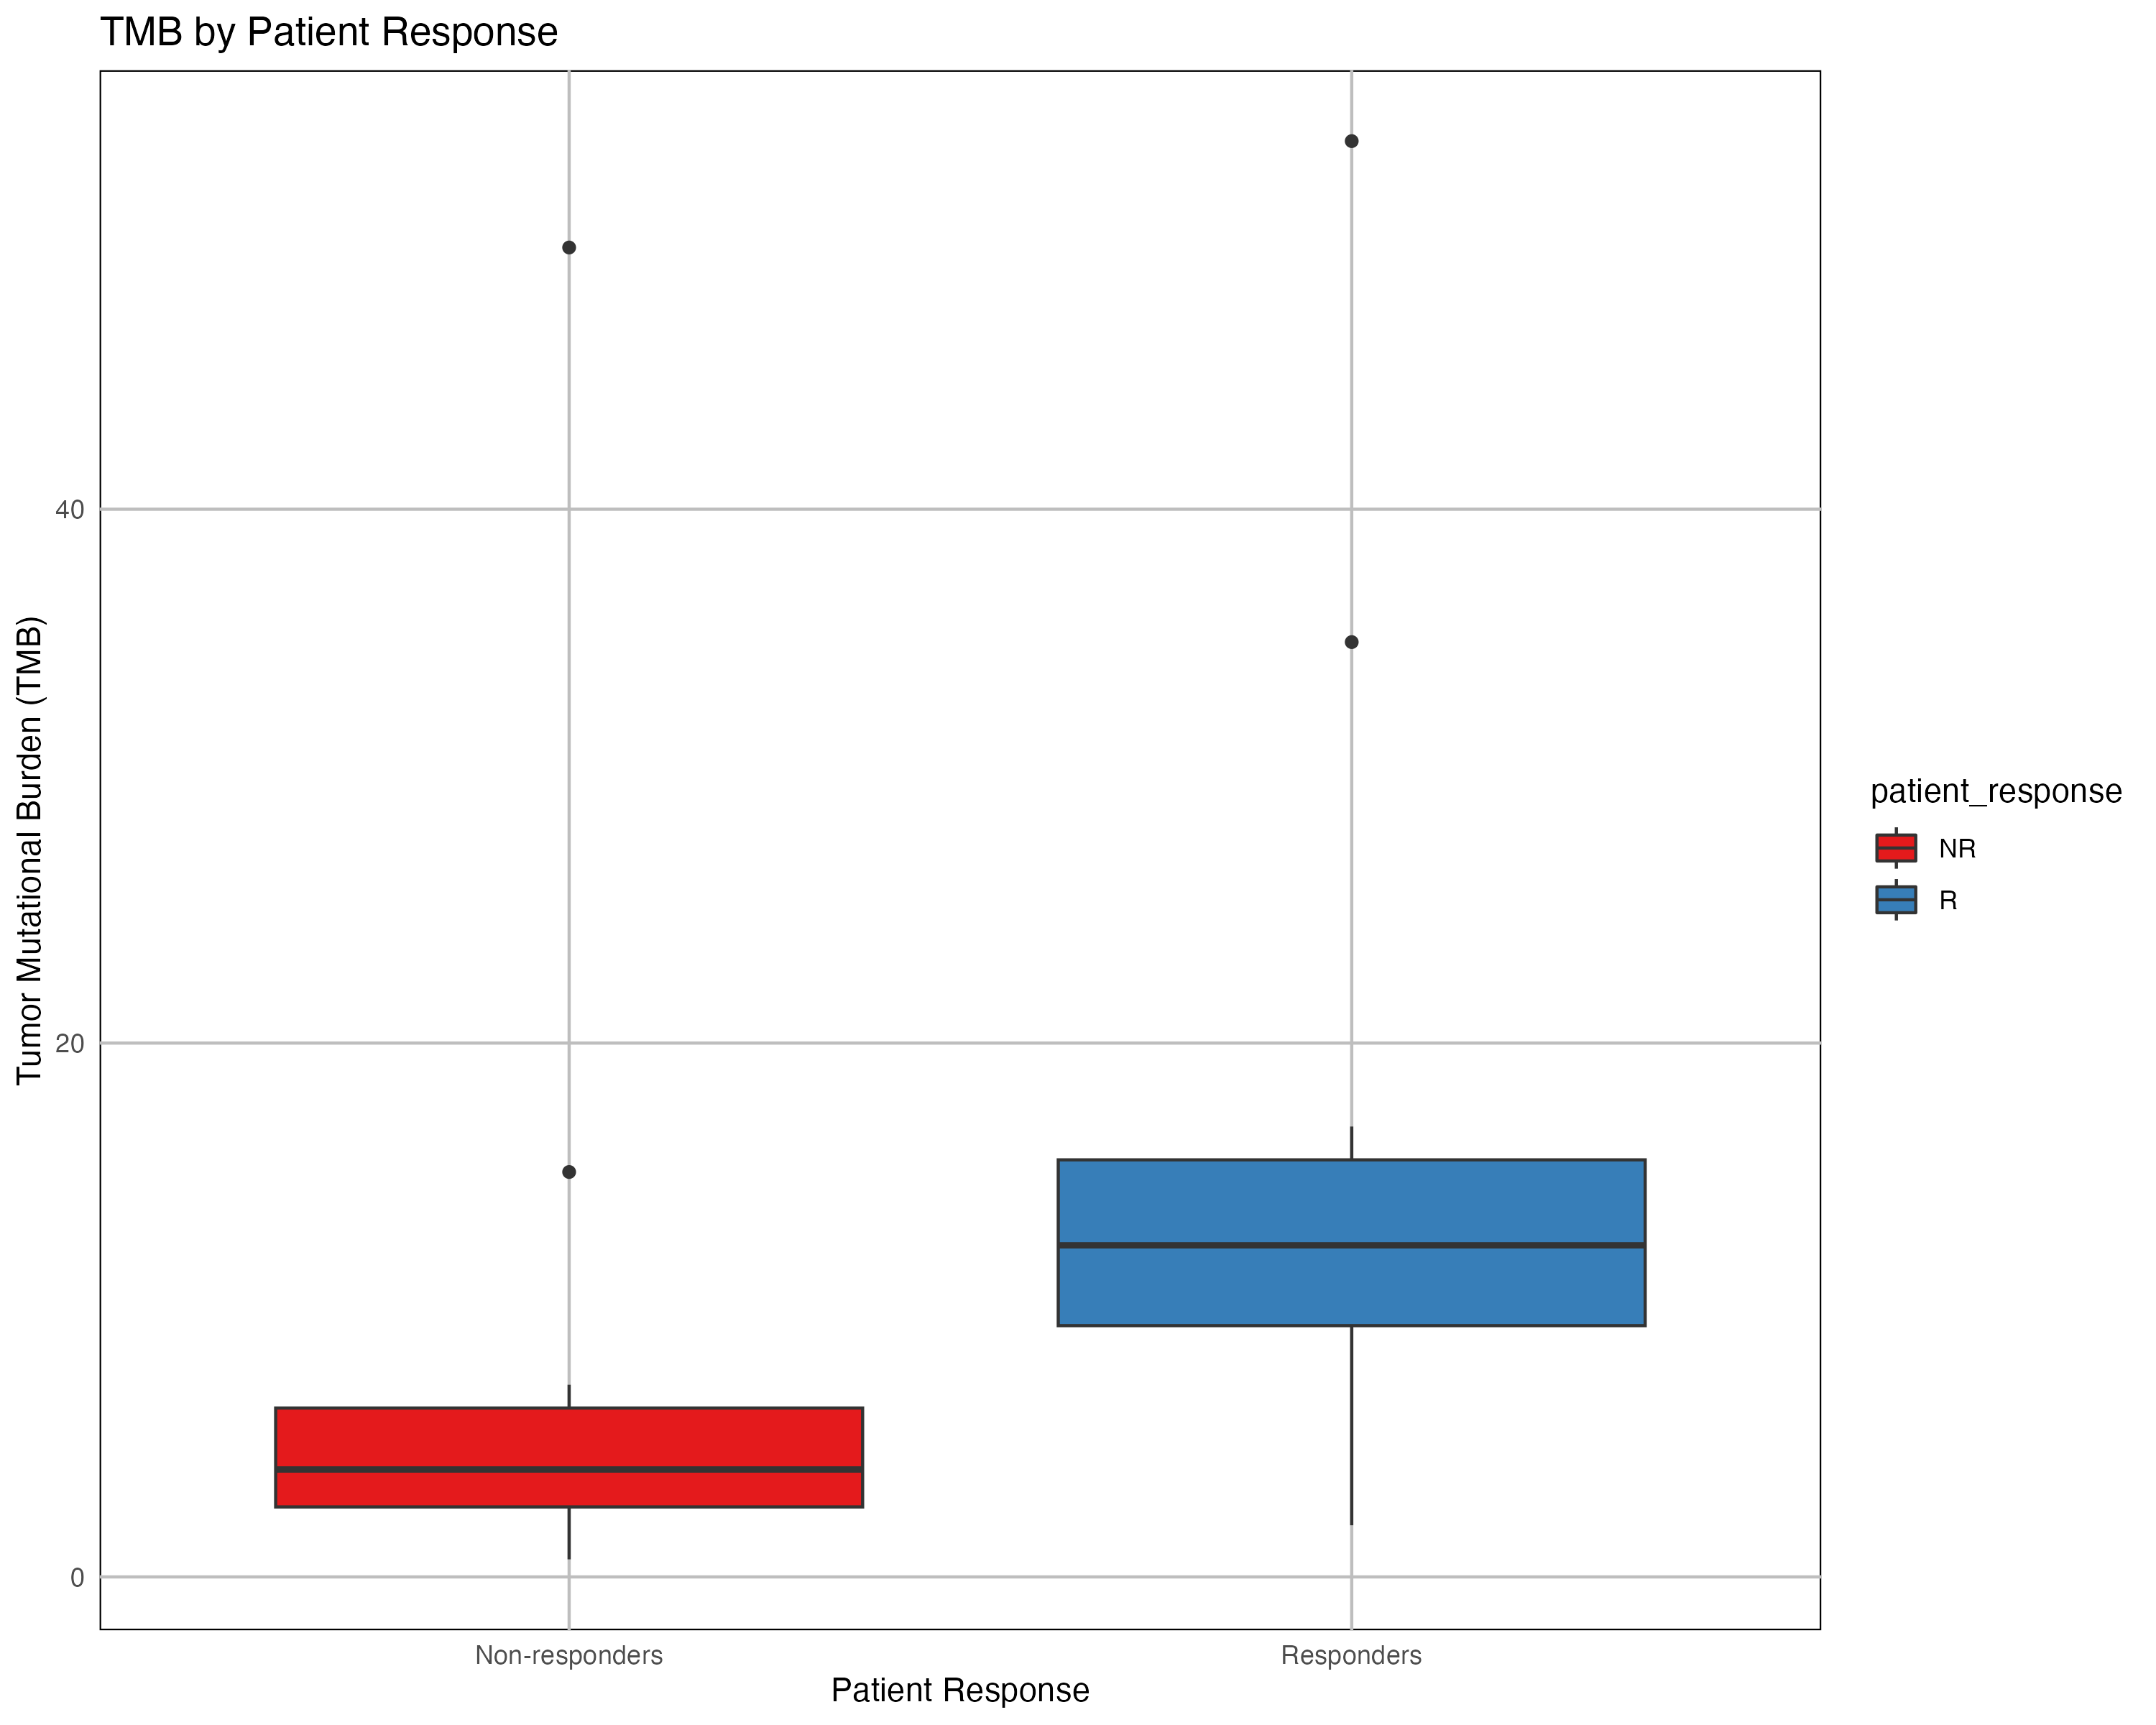 TMB by Patient Response
Tumor Mutational Burden (TMB)
40
20
0
Non-responders
Responders
Patient Response
patient_response
NR
R